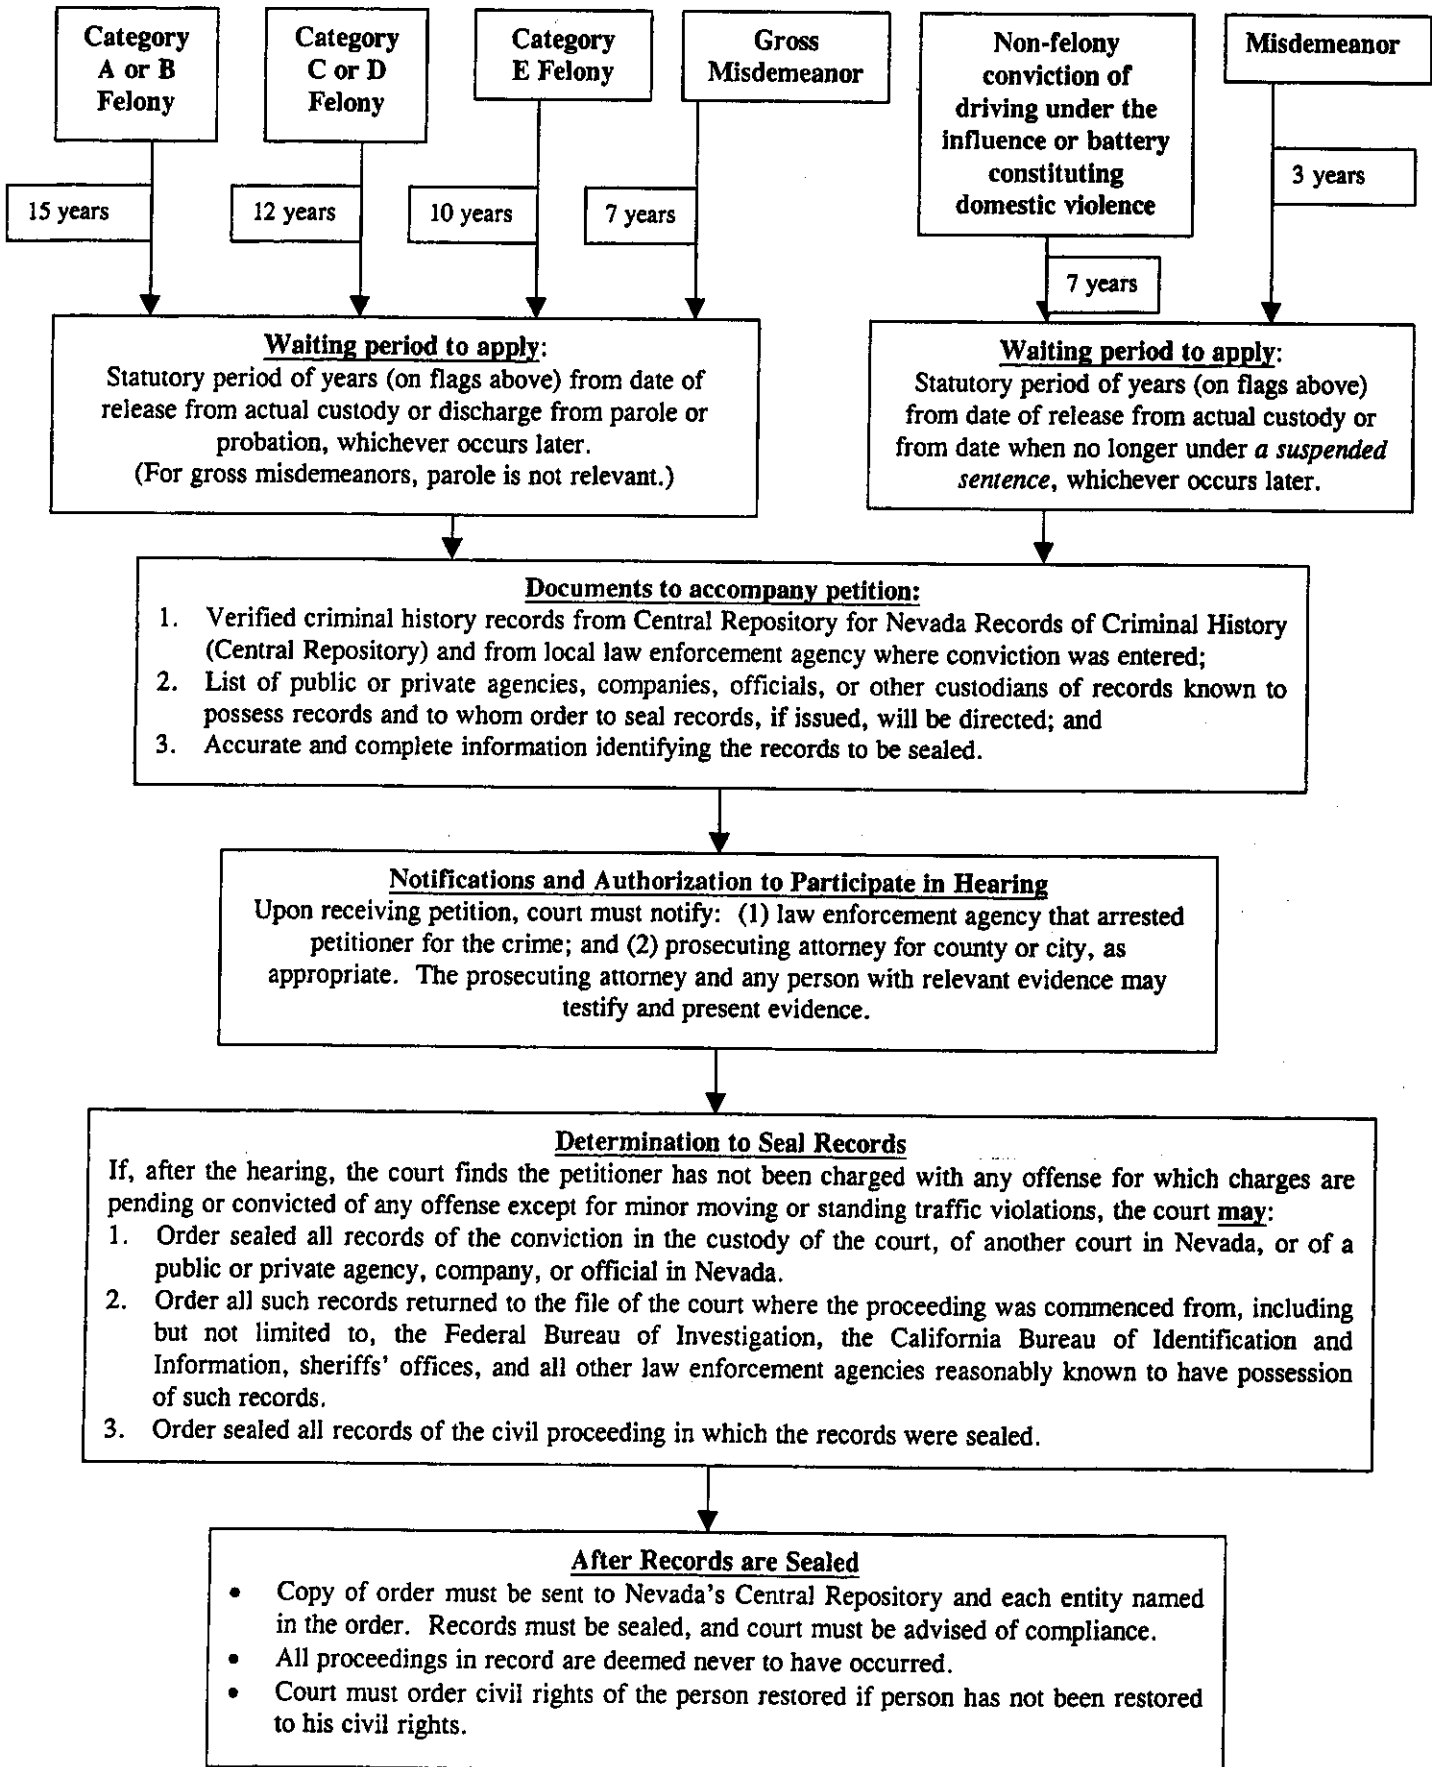 Category
A or B
Felony
Category
C or D
Felony
Category
E Felony
Gross
Misdemeanor
Non-felony
conviction of
driving under the
influence or battery
constituting
domestic violence
Misdemeanor
15 years
12 years
10 years
7 years
7 years
3 years
Waiting period to apply:
Statutory period of years (on flags above) from date of
release from actual custody or discharge from parole or
probation, whichever occurs later.
(For gross misdemeanors, parole is not relevant.)
Waiting period to apply:
Statutory period of years (on flags above)
from date of release from actual custody or
from date when no longer under a suspended
sentence, whichever occurs later.
Documents to accompany petition:
1. Verified criminal history records from Central Repository for Nevada Records of Criminal History
(Central Repository) and from local law enforcement agency where conviction was entered;
2. List of public or private agencies, companies, officials, or other custodians of records known to
possess records and to whom order to seal records, if issued, will be directed; and
3. Accurate and complete information identifying the records to be sealed.
Notifications and Authorization to Participate in Hearing
Upon receiving petition, court must notify: (1) law enforcement agency that arrested
petitioner for the crime; and (2) prosecuting attorney for county or city, as
appropriate. The prosecuting attorney and any person with relevant evidence may
testify and present evidence.
Determination to Seal Records
If, after the hearing, the court finds the petitioner has not been charged with any offense for which charges are
pending or convicted of any offense except for minor moving or standing traffic violations, the court may:
1. Order sealed all records of the conviction in the custody of the court, of another court in Nevada, or of a
public or private agency, company, or official in Nevada.
2. Order all such records returned to the file of the court where the proceeding was commenced from, including
but not limited to, the Federal Bureau of Investigation, the California Bureau of Identification and
Information, sheriffs' offices, and all other law enforcement agencies reasonably known to have possession
of such records.
3. Order sealed all records of the civil proceeding in which the records were sealed.
After Records are Sealed
• Copy of order must be sent to Nevada's Central Repository and each entity named
in the order. Records must be sealed, and court must be advised of compliance.
• All proceedings in record are deemed never to have occurred.
• Court must order civil rights of the person restored if person has not been restored
to his civil rights.